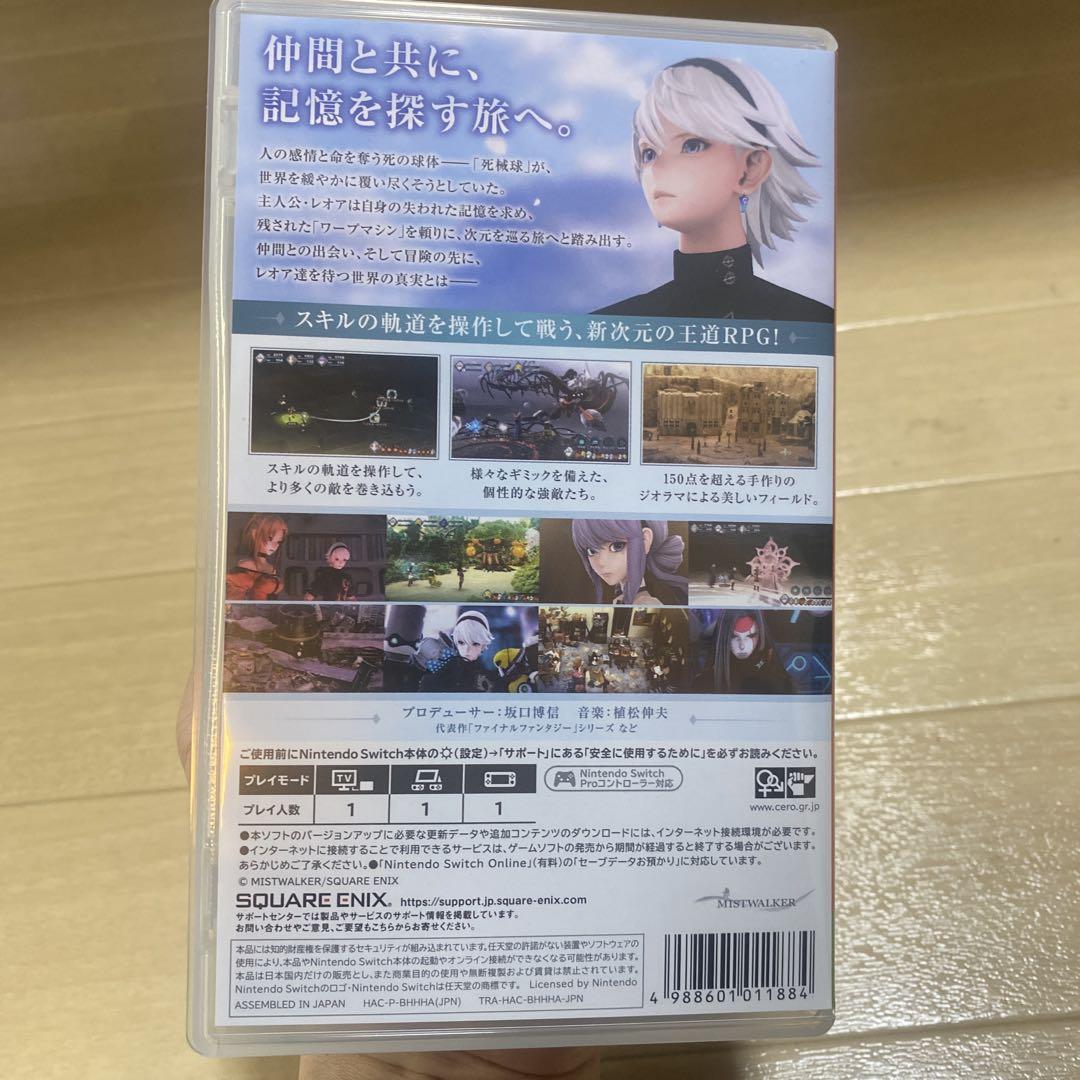 仲間と共に、
記憶を探す旅へ。
人の感情と命を奪う死の球体――「死械球」が、
世界を緩やかに覆い尽くそうとしていた。
主人公・レオアは自身の失われた記憶を求め、
残された「ワープマシン」を頼りに、次元を巡る旅へと踏み出す。
仲間との出会い、そして冒険の先に、
レオア達を待つ世界の真実とは――
スキルの軌道を操作して戦う、新次元の王道RPG!
スキルの軌道を操作して、
より多くの敵を巻き込もう。
様々なギミックを備えた、
個性的な強敵たち。
150点を超える手作りの
ジオラマによる美しいフィールド。
プロデューサー:坂口博信 音楽:植松伸夫
代表作「ファイナルファンタジー」シリーズ など
ご使用前にNintendo Switch本体の(設定)→「サポート」にある「安全に使用するために」を必ずお読みください。
プレイモード TV
プレイ人数 1 1 1
Nintendo Switch
Proコントローラー対応
www.cero.gr.jp
●本ソフトのバージョンアップに必要な更新データや追加コンテンツのダウンロードには、インターネット接続環境が必要です。
●インターネットに接続することで利用できるサービスは、ゲームソフトの発売から期間が経過すると終了する場合がございます。
あらかじめご了承ください。●「Nintendo Switch Online」(有料)の「セーブデータお預かり」に対応しています。
© MISTWALKER/SQUARE ENIX
SQUARE ENIX. https://support.jp.square-enix.com
サポートセンターでは製品やサービスのサポート情報を掲載しています。
お問い合わせやご意見、ご要望もこちらからお寄せください。
MISTWALKER
本品には知的財産権を保護するセキュリティが組み込まれています。任天堂の許諾がない装置やソフトウェアの
使用により、本品やNintendo Switch本体の起動やオンライン接続ができなくなる可能性があります。
本品は日本国内だけの販売とし、また商業目的の使用や無断複製および賃貸は禁止されています。
Nintendo Switchのロゴ・Nintendo Switchは任天堂の商標です。 Licensed by Nintendo
ASSEMBLED IN JAPAN HAC-P-BHHHA(JPN) TRA-HAC-BHHHA-JPN
4 988601 011884